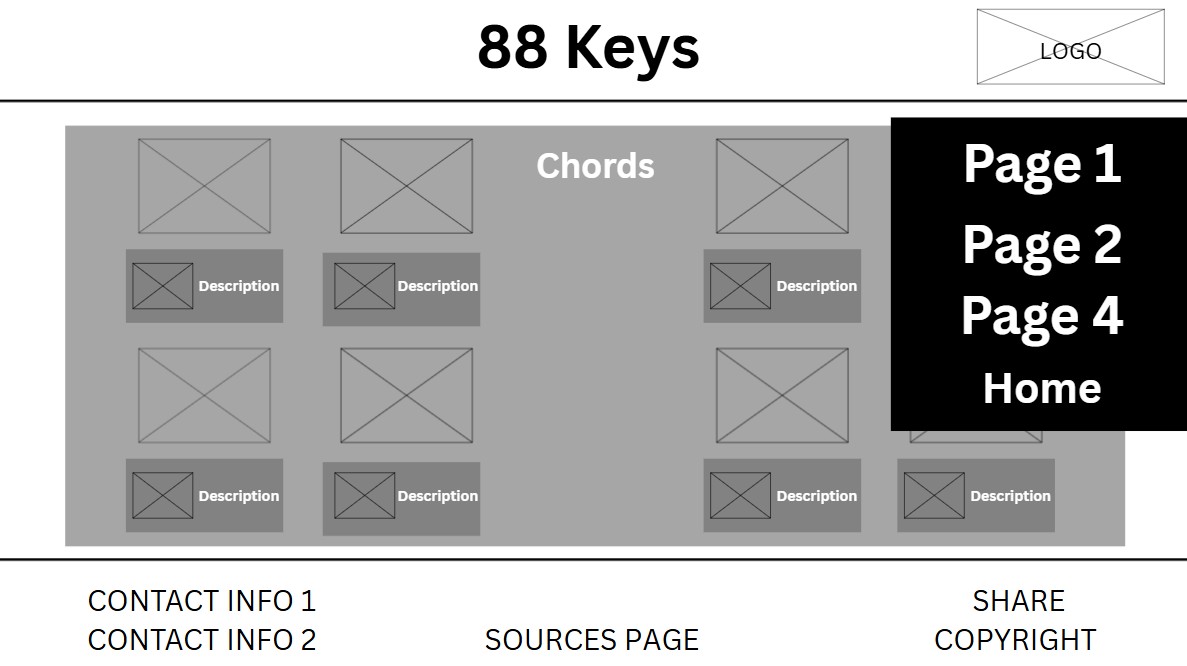 88 Keys
LOGO
Chords
Page 1
Page 2
Page 4
Home
Description
Description
Description
Description
Description
Description
Description
CONTACT INFO 1
CONTACT INFO 2
SOURCES PAGE
SHARE
COPYRIGHT